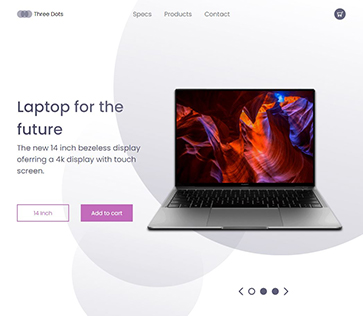 Three Dots
Specs Products Contact
Laptop for the
future
The new 14 inch bezeless display
oferring a 4k display with touch
screen.
14 inch
Add to cart